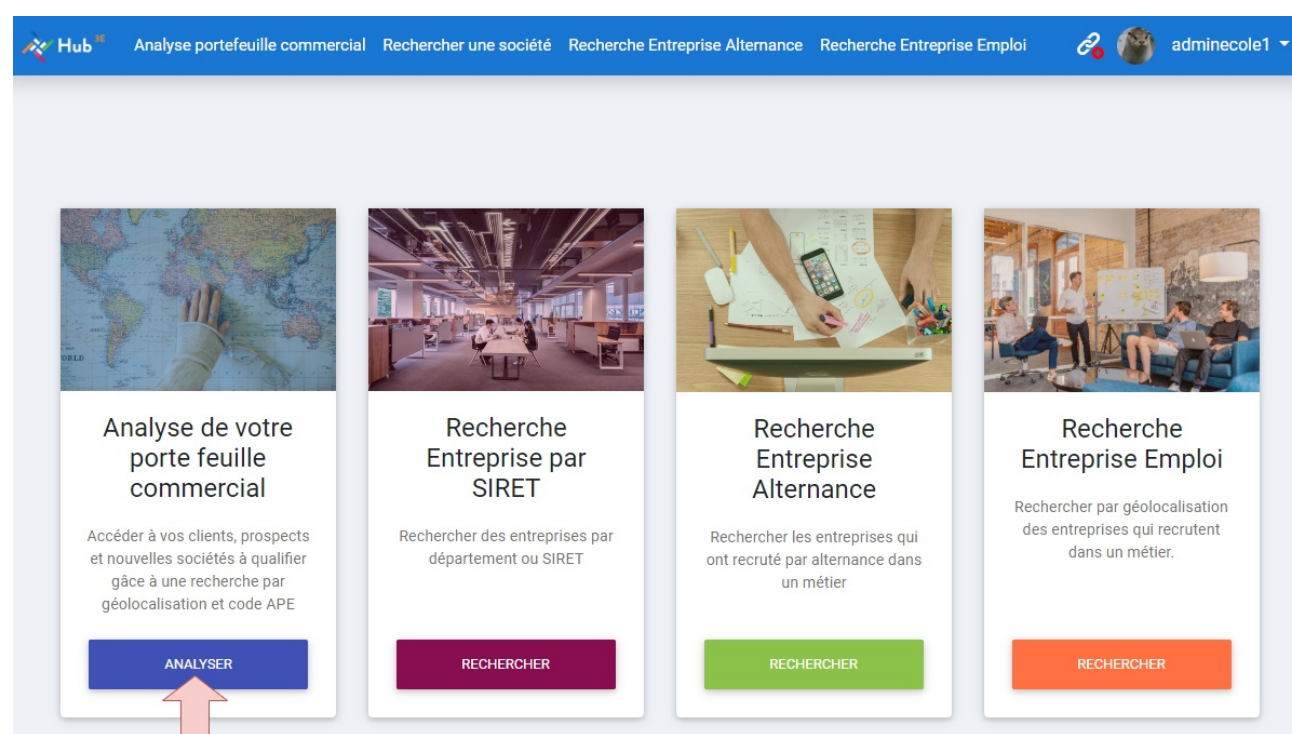 Hub 3E
Analyse portefeuille commercial
Rechercher une société
Recherche Entreprise Alternance
Recherche Entreprise Emploi
adminecole1
Analyse de votre
porte feuille
commercial
Accéder à vos clients, prospects
et nouvelles sociétés à qualifier
gâce à une recherche par
géolocalisation et code APE
ANALYSER
Recherche
Entreprise par
SIRET
Rechercher des entreprises par
département ou SIRET
RECHERCHER
Recherche
Entreprise
Alternance
Rechercher les entreprises qui
ont recruté par alternance dans
un métier
RECHERCHER
Recherche
Entreprise Emploi
Rechercher par géolocalisation
des entreprises qui recrutent
dans un métier.
RECHERCHER